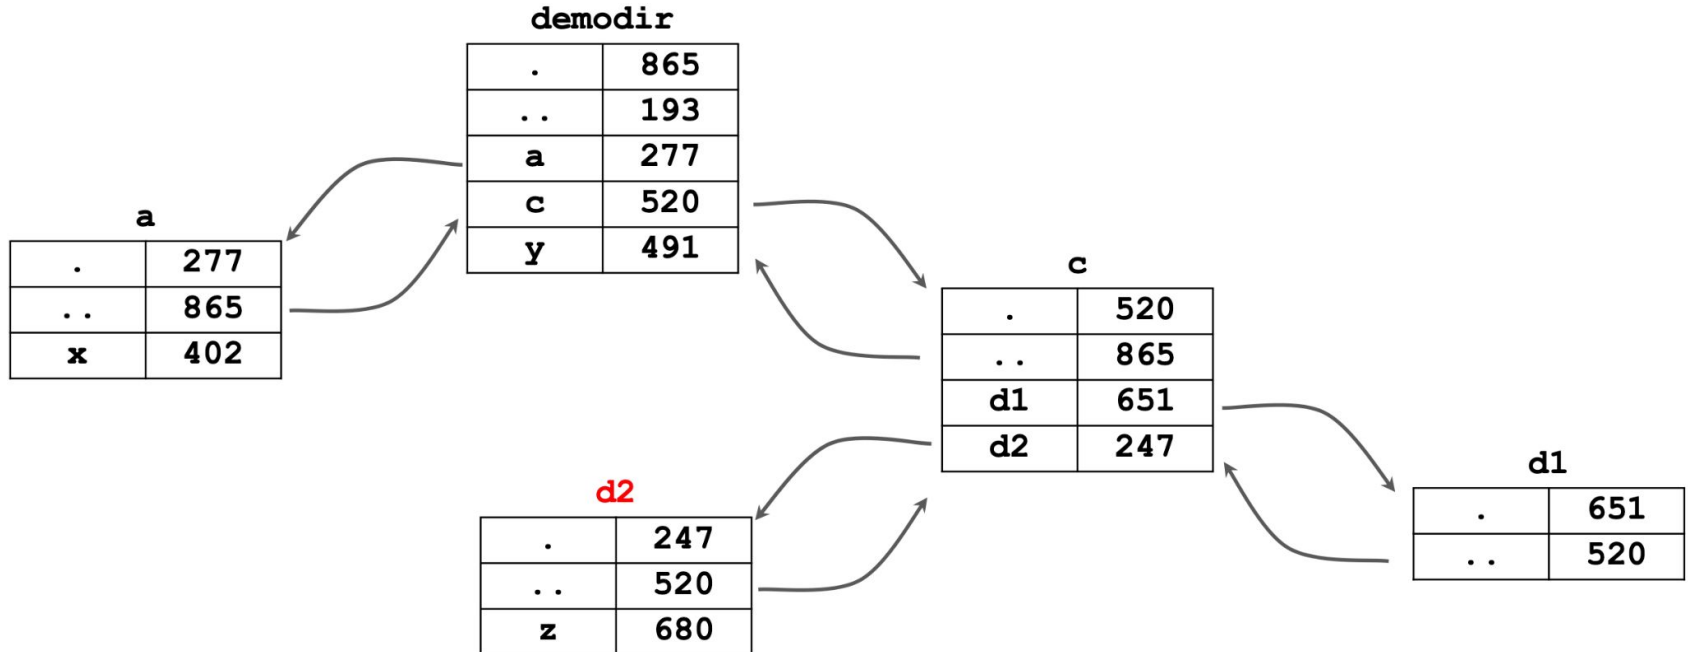 demodir
. 865
.. 193
a 277
c 520
y 491
a
. 277
.. 865
x 402
c
. 520
.. 865
d1 651
d2 247
d2
. 247
.. 520
z 680
d1
. 651
.. 520